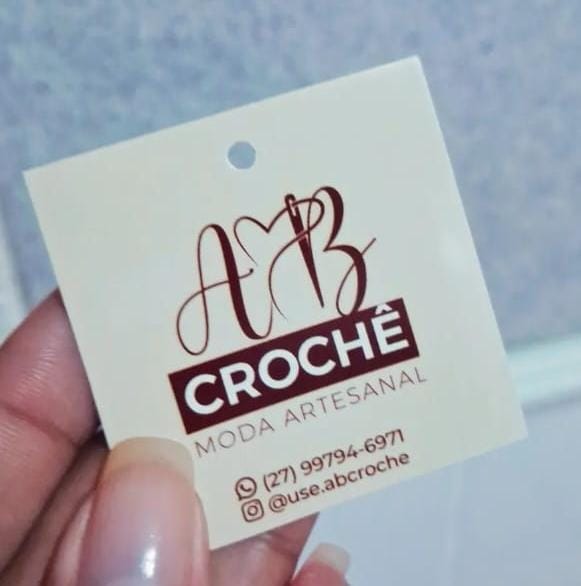 AB
CROCHÊ
MODA ARTESANAL
(27) 99794-6971
@use.abcroche